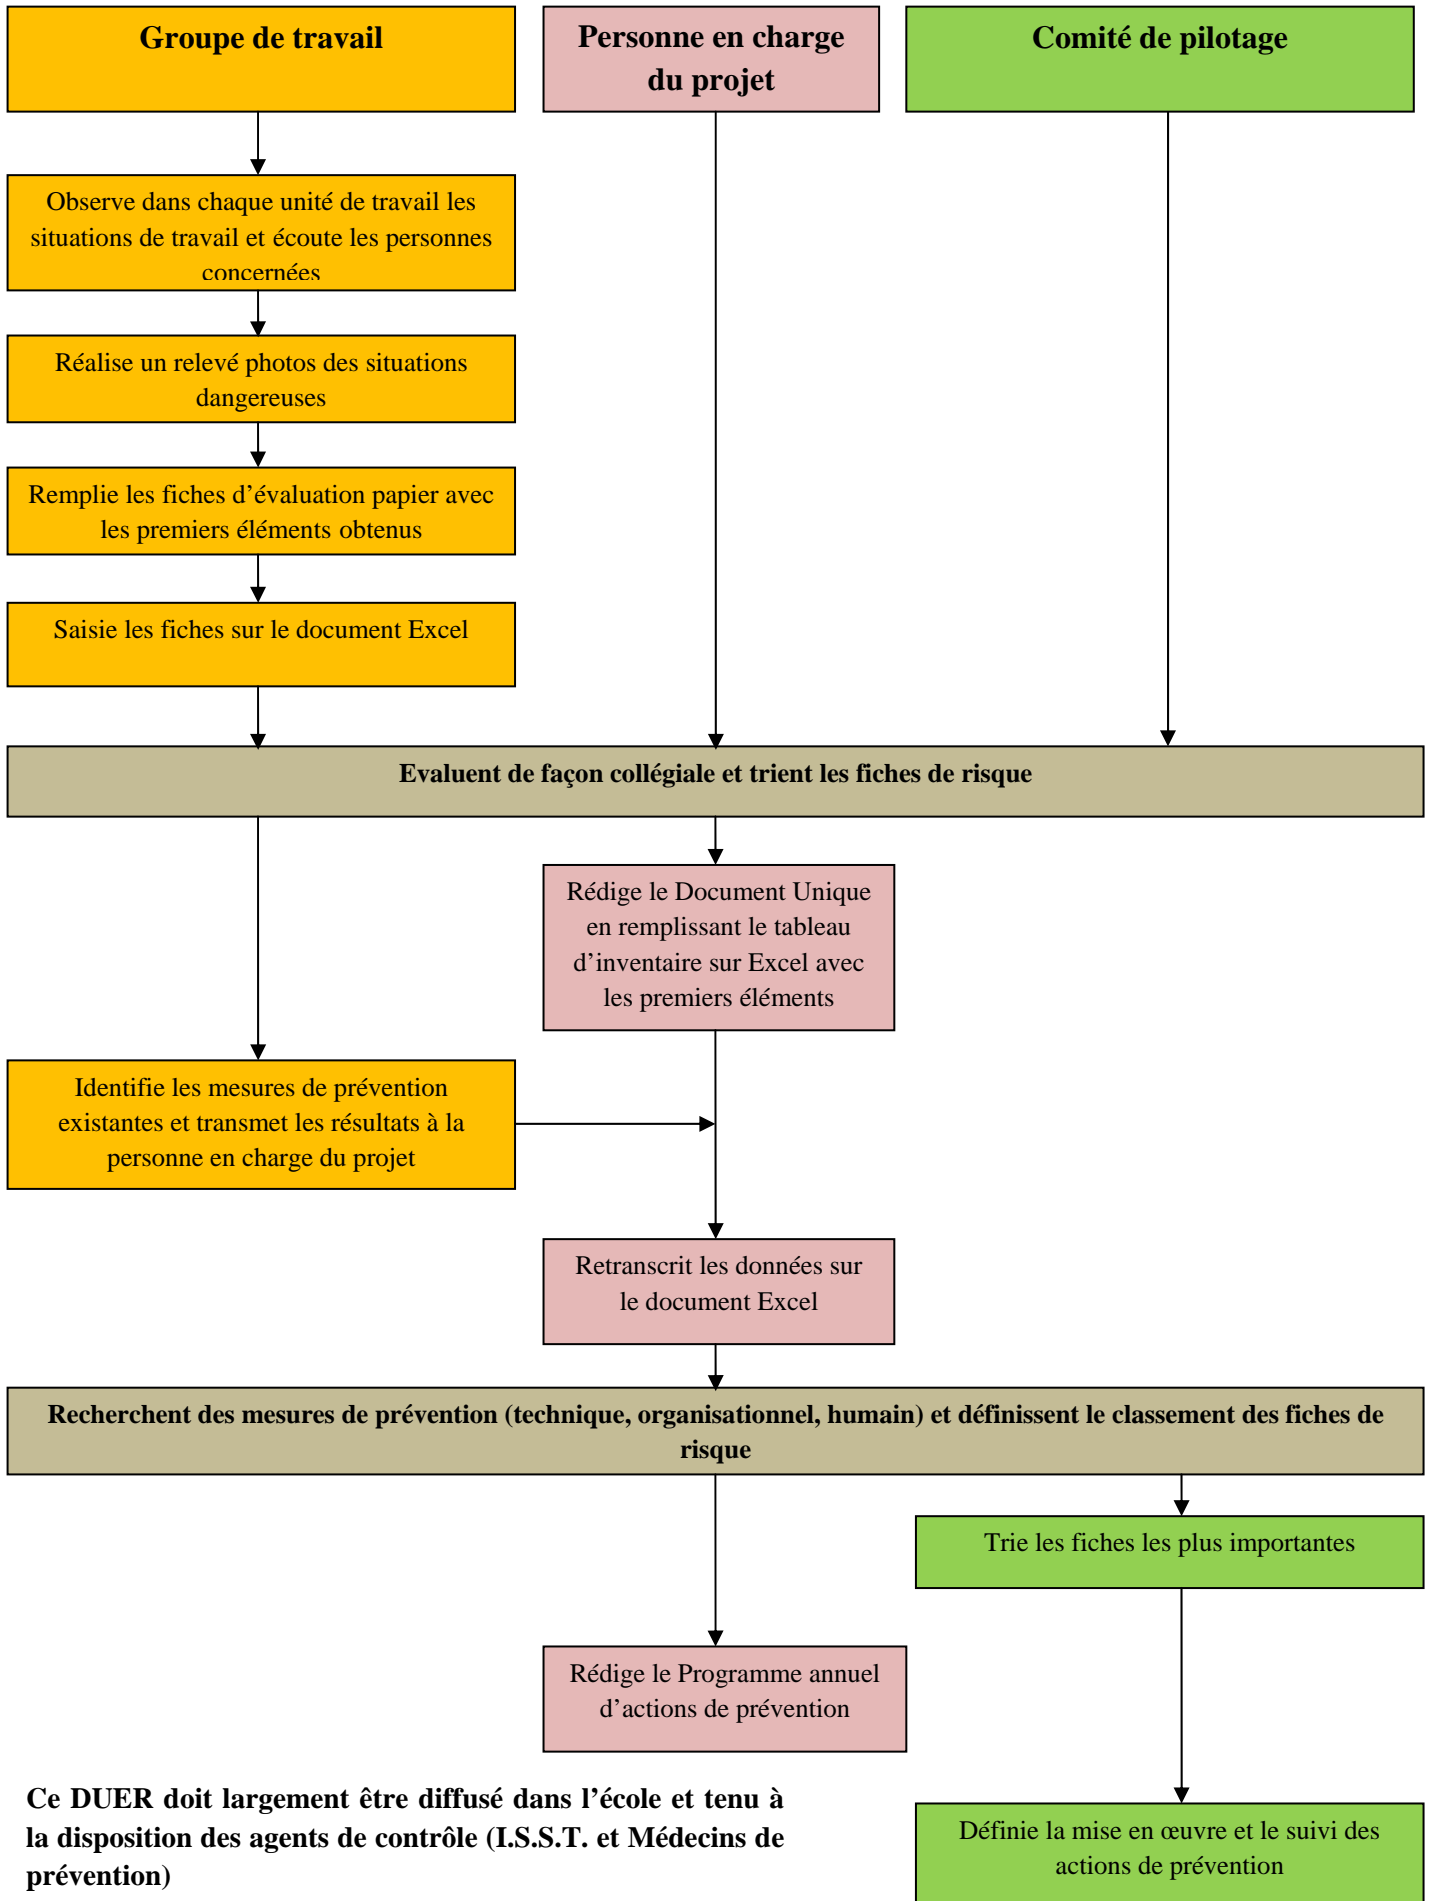 Groupe de travail
Personne en charge
du projet
Comité de pilotage
Observe dans chaque unité de travail les
situations de travail et écoute les personnes
concernées
Réalise un relevé photos des situations
dangereuses
Remplie les fiches d’évaluation papier avec
les premiers éléments obtenus
Saisie les fiches sur le document Excel
Evaluent de façon collégiale et trient les fiches de risque
Rédige le Document Unique
en remplissant le tableau
d’inventaire sur Excel avec
les premiers éléments
Identifie les mesures de prévention
existantes et transmet les résultats à la
personne en charge du projet
Retranscrit les données sur
le document Excel
Recherchent des mesures de prévention (technique, organisationnel, humain) et définissent le classement des fiches de
risque
Trie les fiches les plus importantes
Rédige le Programme annuel
d’actions de prévention
Ce DUER doit largement être diffusé dans l’école et tenu à
la disposition des agents de contrôle (I.S.S.T. et Médecins de
prévention)
Définie la mise en œuvre et le suivi des
actions de prévention